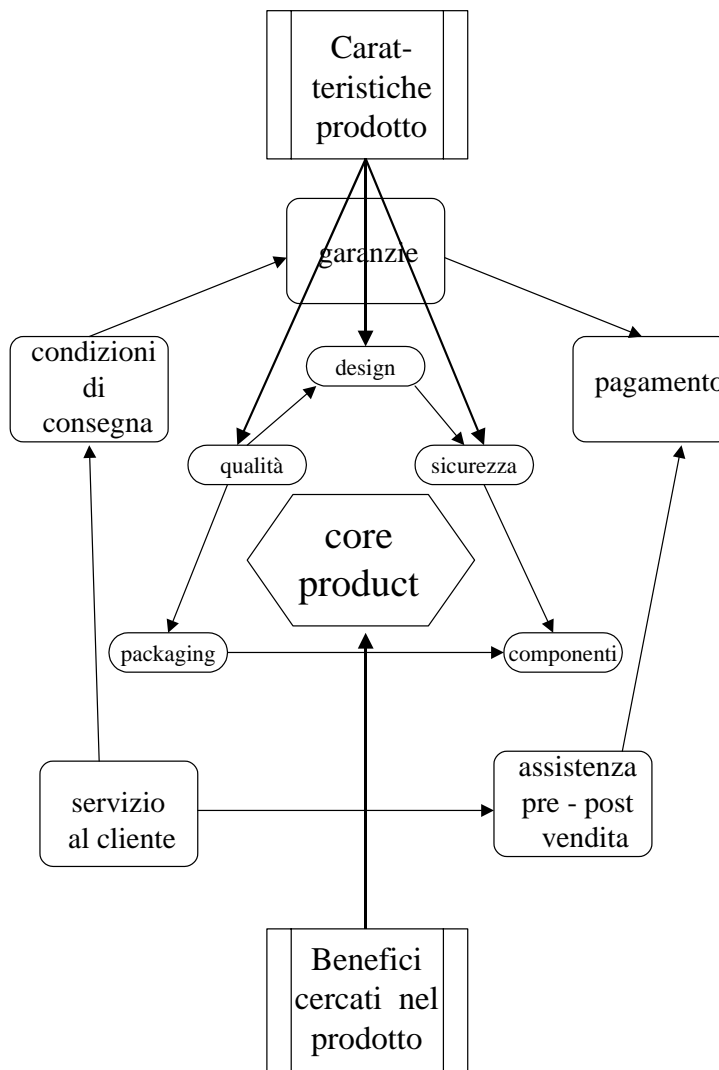 Carat-
teristiche
prodotto
garanzie
condizioni
di
consegna
design
pagamento
qualità
sicurezza
core
product
packaging
componenti
servizio
al cliente
assistenza
pre - post
vendita
Benefici
cercati nel
prodotto